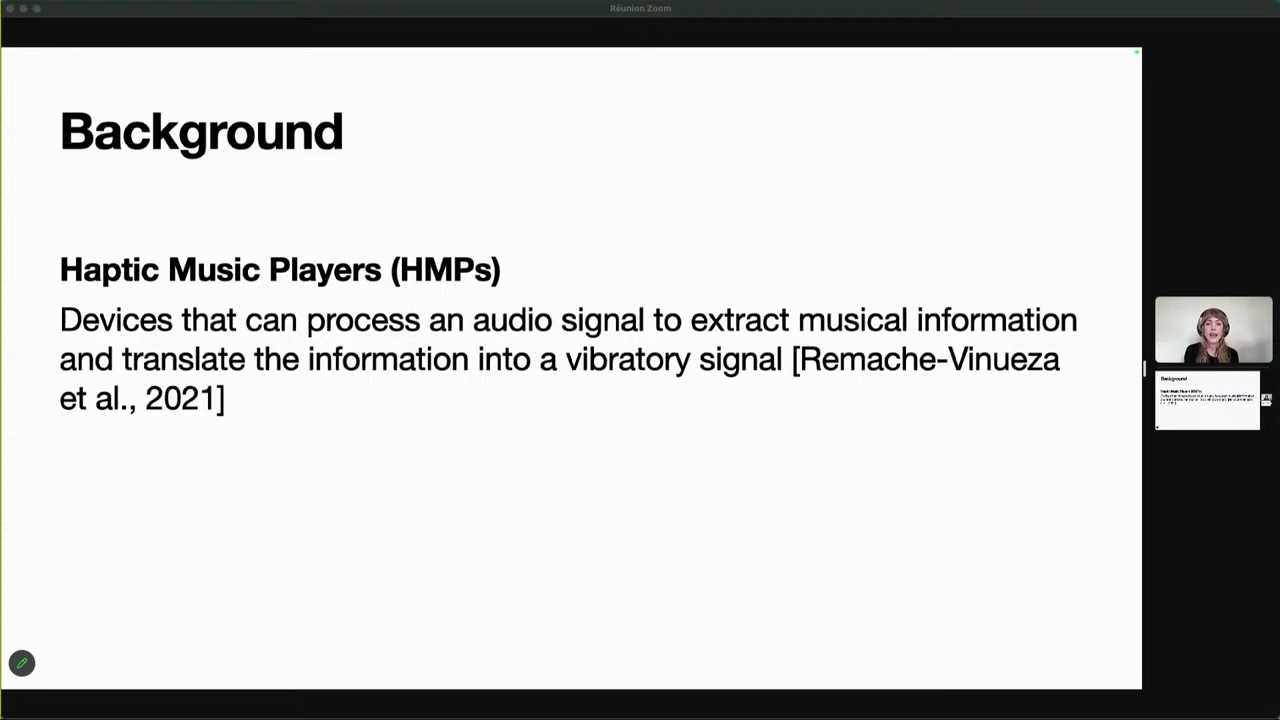 Réunion Zoom
Background
Haptic Music Players (HMPs)
Devices that can process an audio signal to extract musical information
and translate the information into a vibratory signal [Remache-Vinueza
et al., 2021]
Background